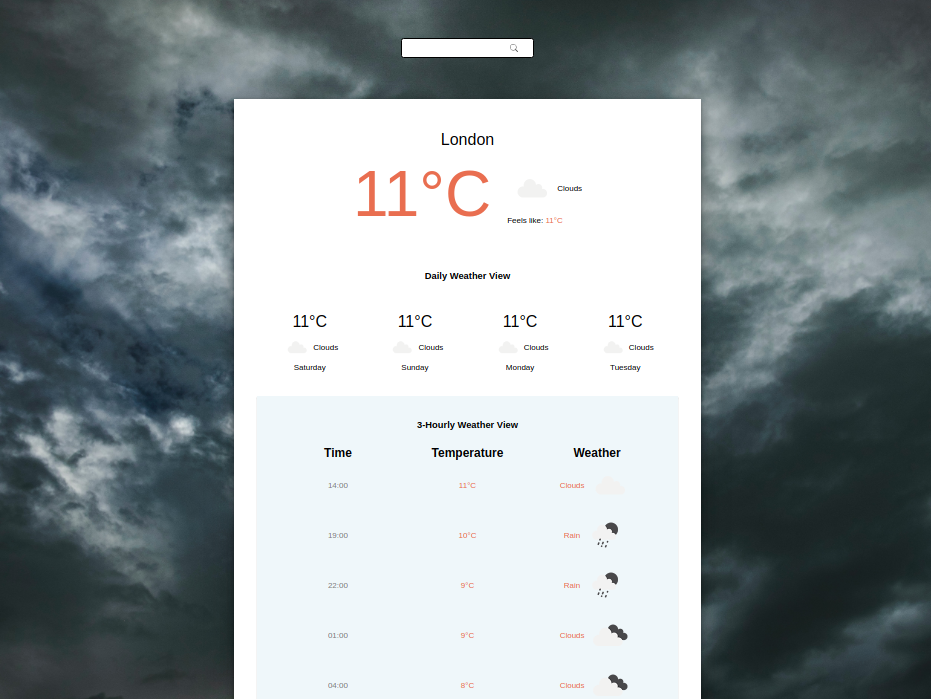 London
11°C
Clouds
Feels like: 11°C
Daily Weather View
11°C 11°C 11°C 11°C
Clouds Clouds Clouds Clouds
Saturday Sunday Monday Tuesday
3-Hourly Weather View
Time Temperature Weather
14:00 11°C Clouds
19:00 10°C Rain
22:00 9°C Rain
01:00 9°C Clouds
04:00 8°C Clouds